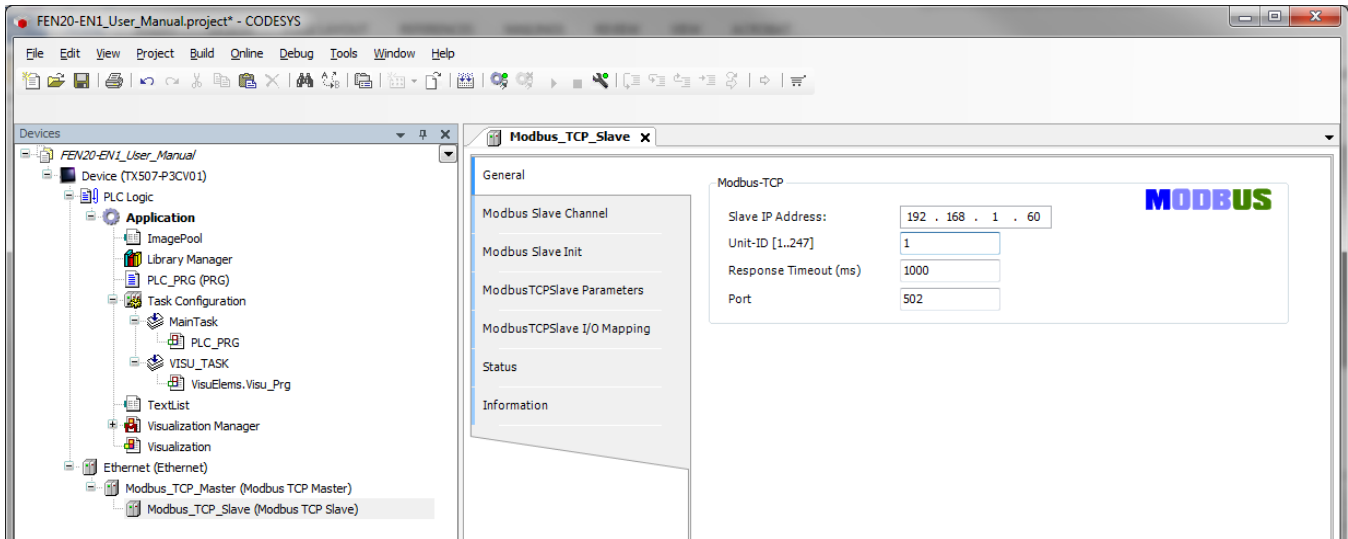 FEN20-EN1_User_Manual.project* - CODESYS
File Edit View Project Build Online Debug Tools Window Help
Devices
FEN20-EN1_User_Manual
Device (TX507-P3CV01)
PLC Logic
Application
ImagePool
Library Manager
PLC_PRG (PRG)
Task Configuration
MainTask
PLC_PRG
VISU_TASK
VisuElems.Visu_Prg
TextList
Visualization Manager
Visualization
Ethernet (Ethernet)
Modbus_TCP_Master (Modbus TCP Master)
Modbus_TCP_Slave (Modbus TCP Slave)
Modbus_TCP_Slave
General
Modbus Slave Channel
Modbus Slave Init
ModbusTCPSlave Parameters
ModbusTCPSlave I/O Mapping
Status
Information
Modbus-TCP
MODBUS
Slave IP Address: 192 . 168 . 1 . 60
Unit-ID [1..247] 1
Response Timeout (ms) 1000
Port 502